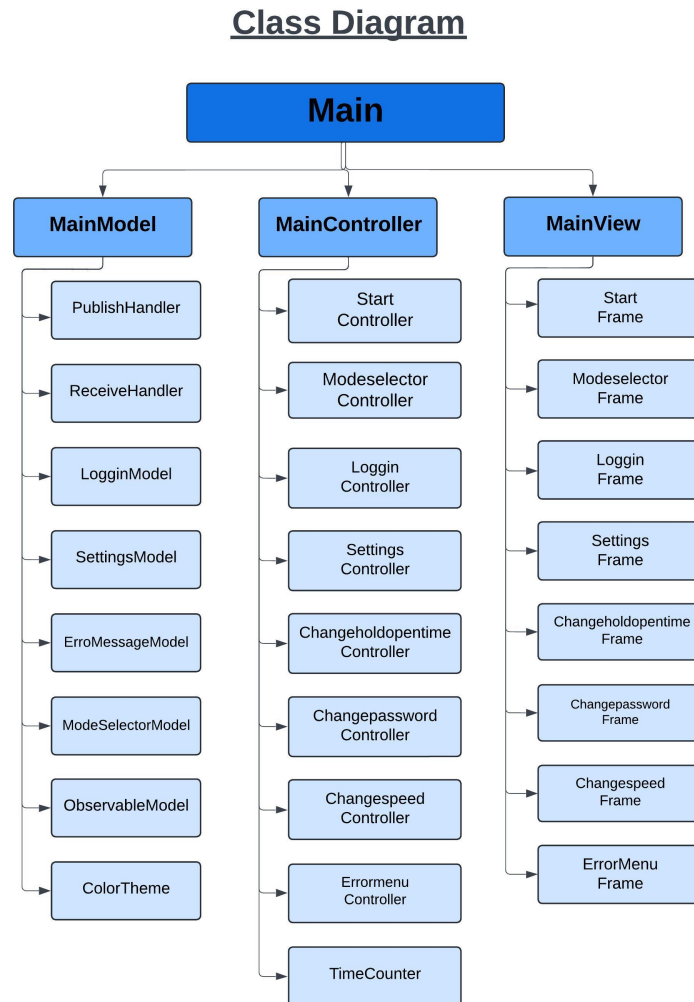 Class Diagram
Main
MainModel
MainController
MainView
PublishHandler
ReceiveHandler
LogginModel
SettingsModel
ErroMessageModel
ModeSelectorModel
ObservableModel
ColorTheme
Start
Controller
Modeselector
Controller
Loggin
Controller
Settings
Controller
Changeholdopentime
Controller
Changepassword
Controller
Changespeed
Controller
Errormenu
Controller
TimeCounter
Start
Frame
Modeselector
Frame
Loggin
Frame
Settings
Frame
Changeholdopentime
Frame
Changepassword
Frame
Changespeed
Frame
ErrorMenu
Frame